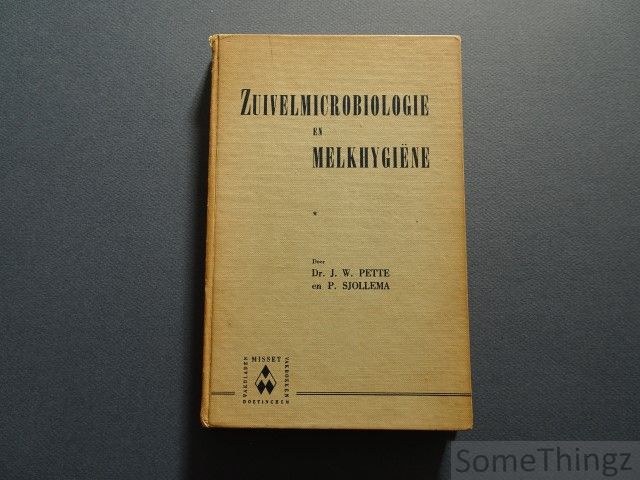 ZUIVELMICROBIOLOGIE
EN
MELKHYGIËNE
*
Door
Dr. J. W. PETTE
en P. SJOLLEMA
MISSET
VAKBLADEN
VAKBOEKEN
DOETINCHEM
SomeThingz